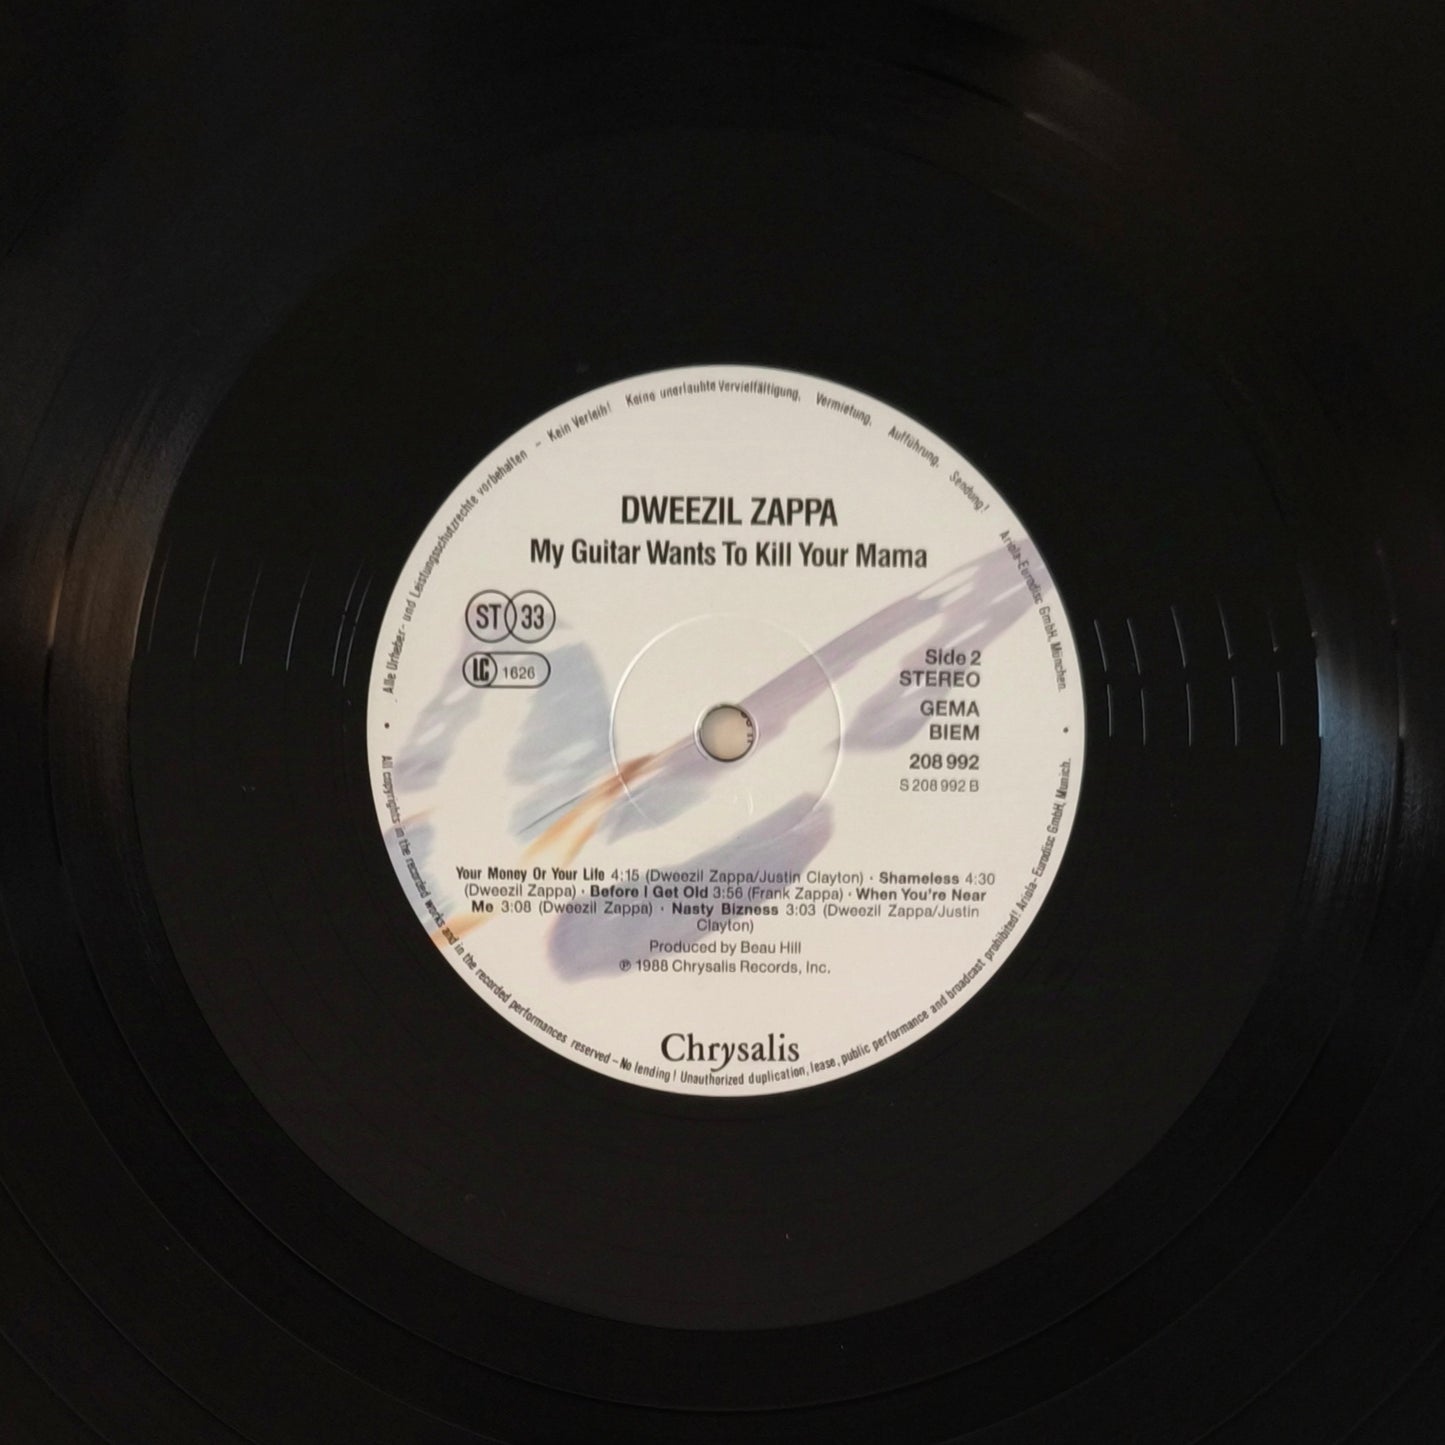 Alle Urheber- und Leistungsschutzrechte vorbehalten – Kein Verleih! Keine unerlaubte Vervielfältigung, Vermietung, Aufführung, Sendung! Ariola-Eurodisc GmbH, München.
DWEEZIL ZAPPA
My Guitar Wants To Kill Your Mama
ST 33
LC 1626
Side 2
STEREO
GEMA
BIEM
208 992
S 208 992 B
Your Money Or Your Life 4:15 (Dweezil Zappa/Justin Clayton) · Shameless 4:30
(Dweezil Zappa) · Before I Get Old 3:56 (Frank Zappa) · When You're Near
Me 3:08 (Dweezil Zappa) · Nasty Bizness 3:03 (Dweezil Zappa/Justin
Clayton)
Produced by Beau Hill
℗ 1988 Chrysalis Records, Inc.
Chrysalis
All copyrights in the recorded works and in the recorded performances reserved – No lending! Unauthorized duplication, lease, public performance and broadcast prohibited! Ariola-Eurodisc GmbH, Munich.